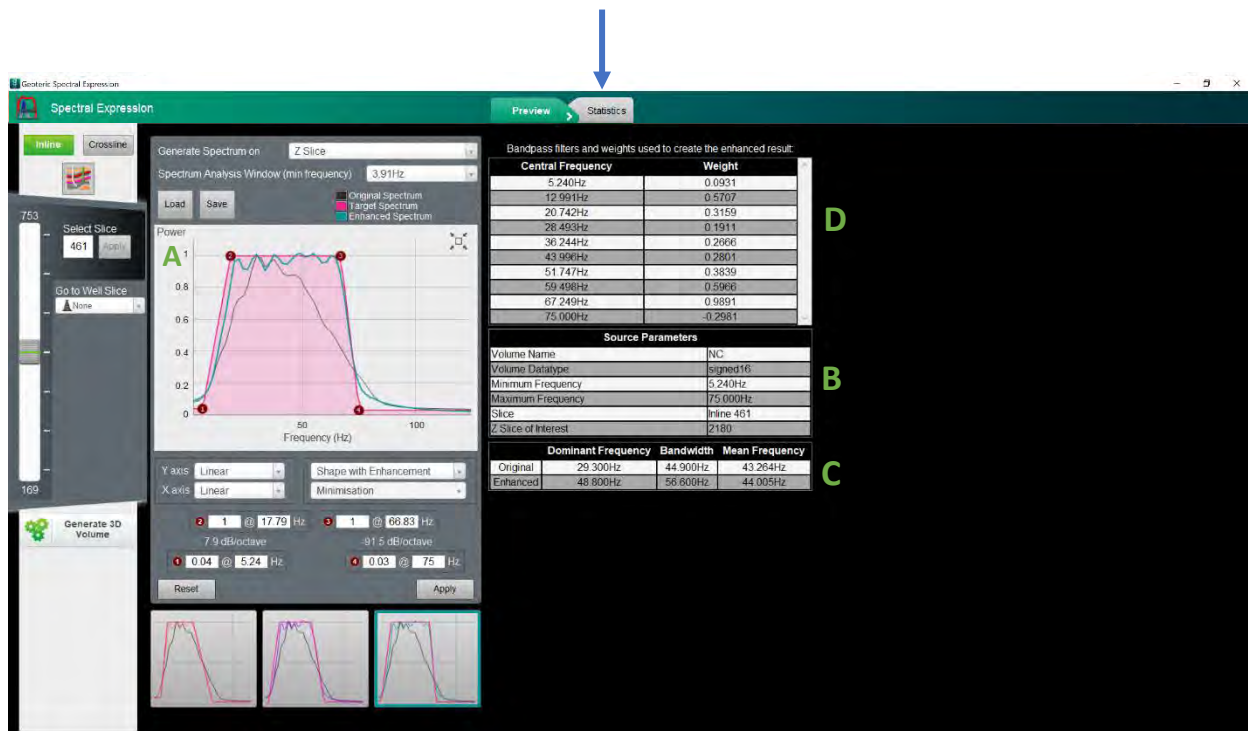 Geoteric Spectral Expression
Spectral Expression
Preview
Statistics
Inline
Crossline
753
Select Slice
461 Apply
Go to Well Slice
None
169
Generate 3D
Volume
Generate Spectrum on Z Slice
Spectrum Analysis Window (min frequency) 3.91Hz
Load Save
Original Spectrum
Target Spectrum
Enhanced Spectrum
Power
A
1
0.8
0.6
0.4
0.2
0
2 3
1 4
50 100
Frequency (Hz)
Y axis Linear Shape with Enhancement
X axis Linear Minimisation
2 1 @ 17.79 Hz 3 1 @ 66.83 Hz
7.9 dB/octave -91.5 dB/octave
1 0.04 @ 5.24 Hz 4 0.03 @ 75 Hz
Reset Apply
Bandpass filters and weights used to create the enhanced result:
Central Frequency Weight
5.240Hz 0.0931
12.991Hz 0.5707
20.742Hz 0.3159
28.493Hz 0.1911
36.244Hz 0.2666
43.996Hz 0.2801
51.747Hz 0.3839
59.498Hz 0.5966
67.249Hz 0.9891
75.000Hz -0.2981
D
Source Parameters
Volume Name NC
Volume Datatype signed16
Minimum Frequency 5.240Hz
Maximum Frequency 75.000Hz
Slice Inline 461
Z Slice of Interest 2180
B
Dominant Frequency Bandwidth Mean Frequency
Original 29.300Hz 44.900Hz 43.264Hz
Enhanced 48.800Hz 56.600Hz 44.005Hz
C